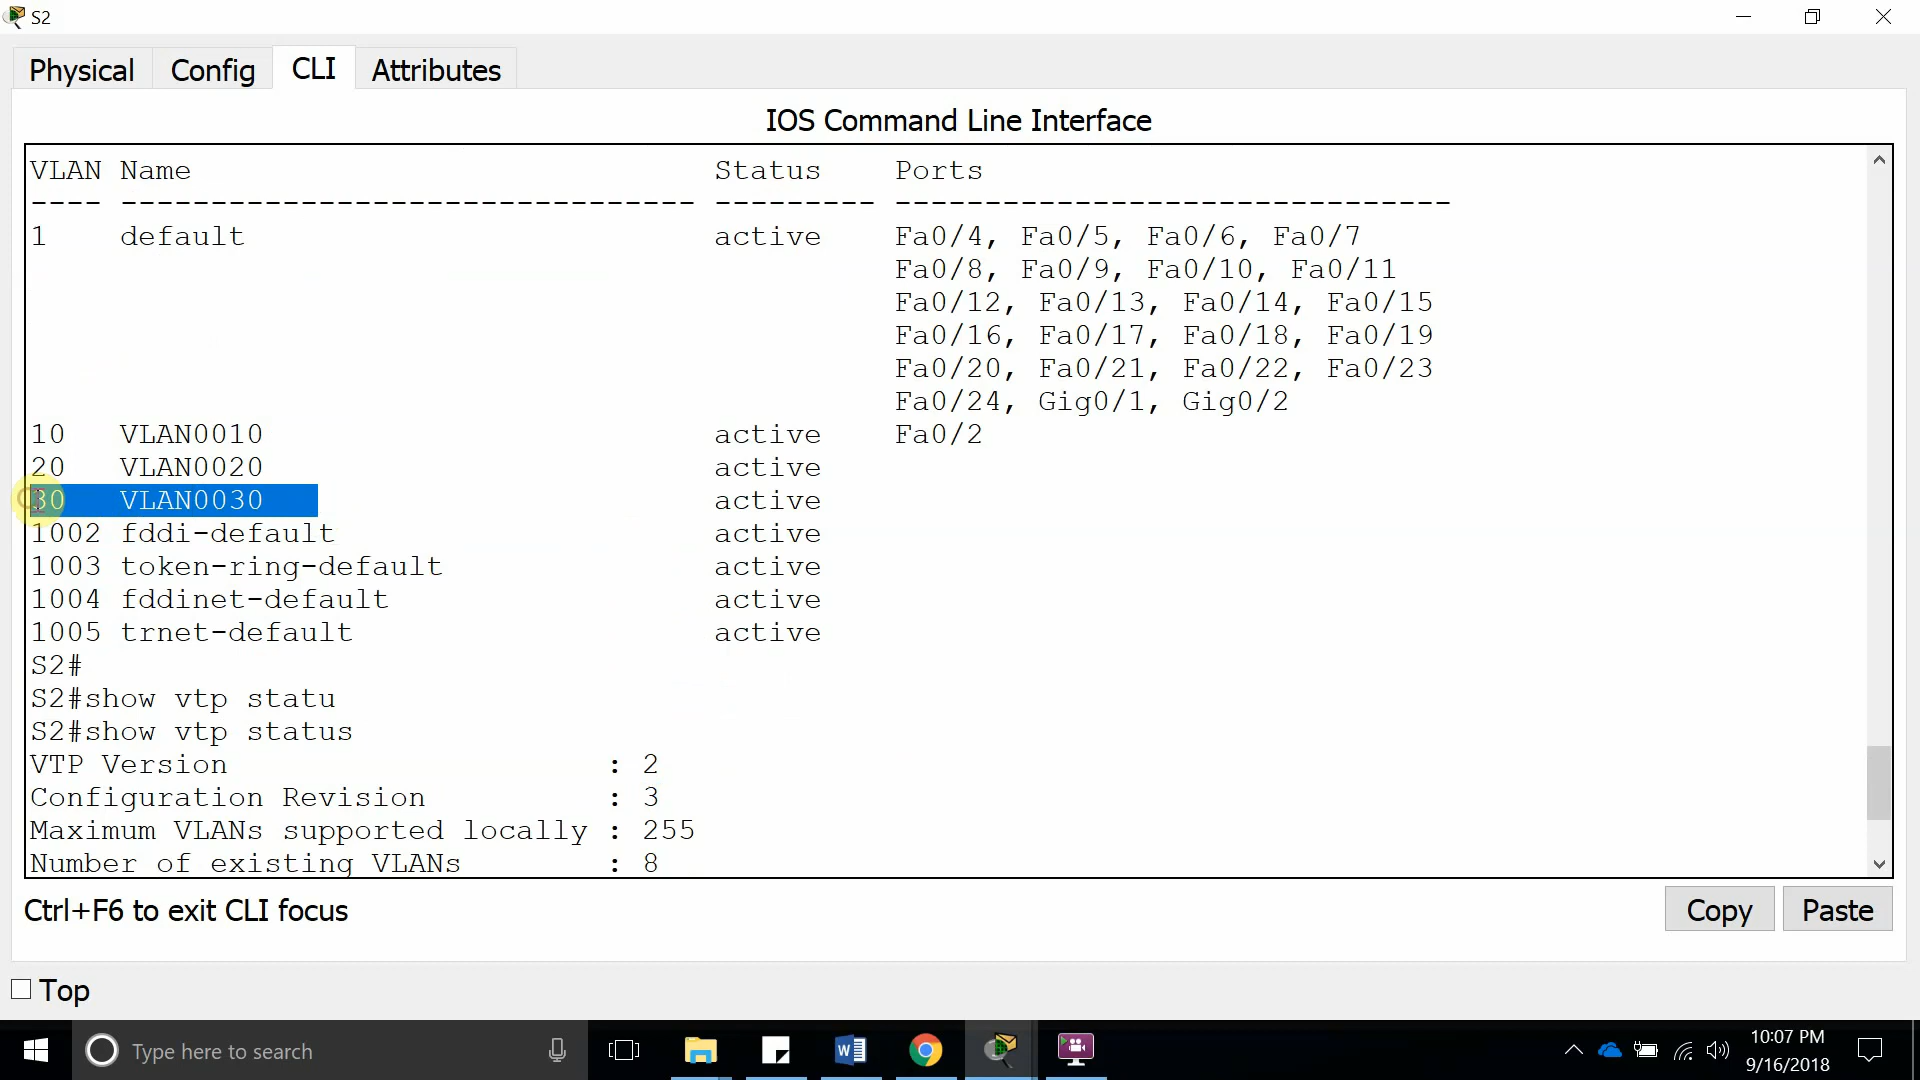 S2
Physical Config CLI Attributes
IOS Command Line Interface
VLAN Name Status Ports
---- -------------------------------- --------- -------------------------------
1 default active Fa0/4, Fa0/5, Fa0/6, Fa0/7
Fa0/8, Fa0/9, Fa0/10, Fa0/11
Fa0/12, Fa0/13, Fa0/14, Fa0/15
Fa0/16, Fa0/17, Fa0/18, Fa0/19
Fa0/20, Fa0/21, Fa0/22, Fa0/23
Fa0/24, Gig0/1, Gig0/2
10 VLAN0010 active Fa0/2
20 VLAN0020 active
30 VLAN0030 active
1002 fddi-default active
1003 token-ring-default active
1004 fddinet-default active
1005 trnet-default active
S2#
S2#show vtp statu
S2#show vtp status
VTP Version : 2
Configuration Revision : 3
Maximum VLANs supported locally : 255
Number of existing VLANs : 8
Ctrl+F6 to exit CLI focus
Copy Paste
Top
Type here to search
10:07 PM
9/16/2018